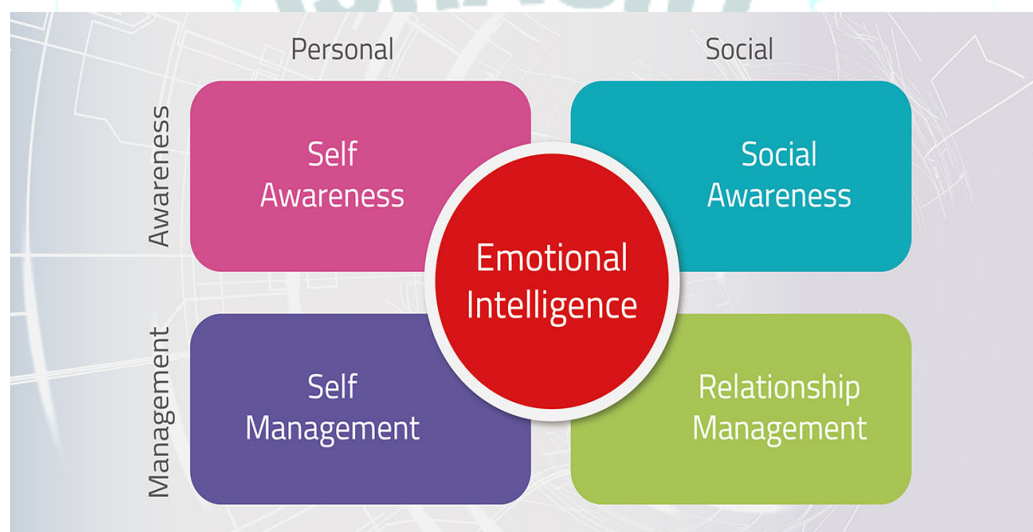 Personal
Social
Awareness
Self
Awareness
Social
Awareness
Emotional
Intelligence
Management
Self
Management
Relationship
Management